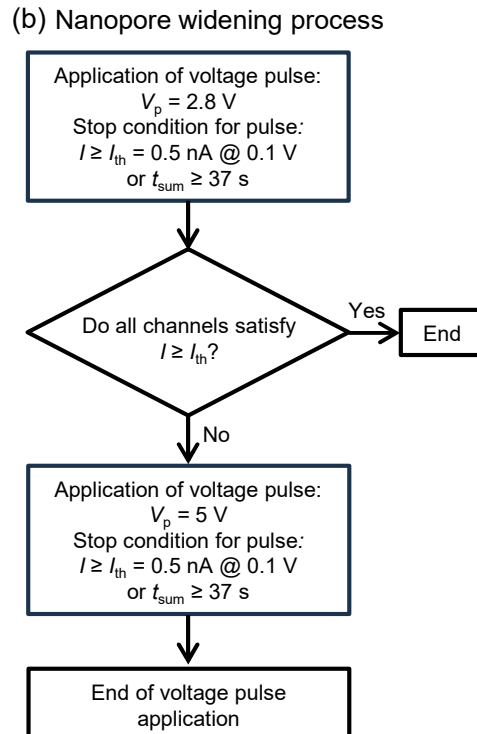 (b) Nanopore widening process
Application of voltage pulse:
Vp = 2.8 V
Stop condition for pulse:
I ≥ Ith = 0.5 nA @ 0.1 V
or tsum ≥ 37 s
Do all channels satisfy
I ≥ Ith?
Yes
End
No
Application of voltage pulse:
Vp = 5 V
Stop condition for pulse:
I ≥ Ith = 0.5 nA @ 0.1 V
or tsum ≥ 37 s
End of voltage pulse
application